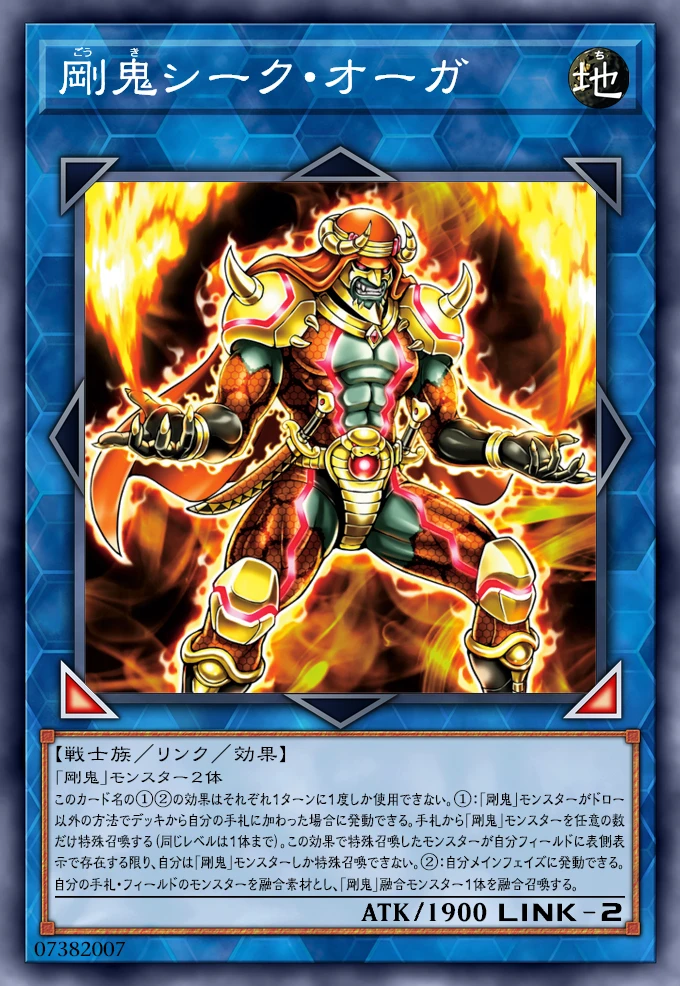 ごう き
剛鬼シーク・オーガ
ち
地
【戦士族／リンク／効果】
「剛鬼」モンスター２体
このカード名の①②の効果はそれぞれ1ターンに1度しか使用できない。①：「剛鬼」モンスターがドロー
以外の方法でデッキから自分の手札に加わった場合に発動できる。手札から「剛鬼」モンスターを任意の数
だけ特殊召喚する（同じレベルは1体まで）。この効果で特殊召喚したモンスターが自分フィールドに表側表
示で存在する限り、自分は「剛鬼」モンスターしか特殊召喚できない。②：自分メインフェイズに発動できる。
自分の手札・フィールドのモンスターを融合素材とし、「剛鬼」融合モンスター1体を融合召喚する。
ATK/1900 LINK-2
07382007